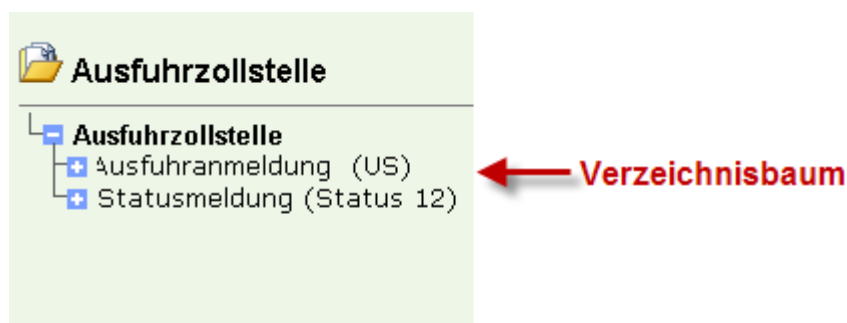 Ausfuhrzollstelle
Ausfuhrzollstelle
Ausfuhranmeldung (US)
Statusmeldung (Status 12)
Verzeichnisbaum